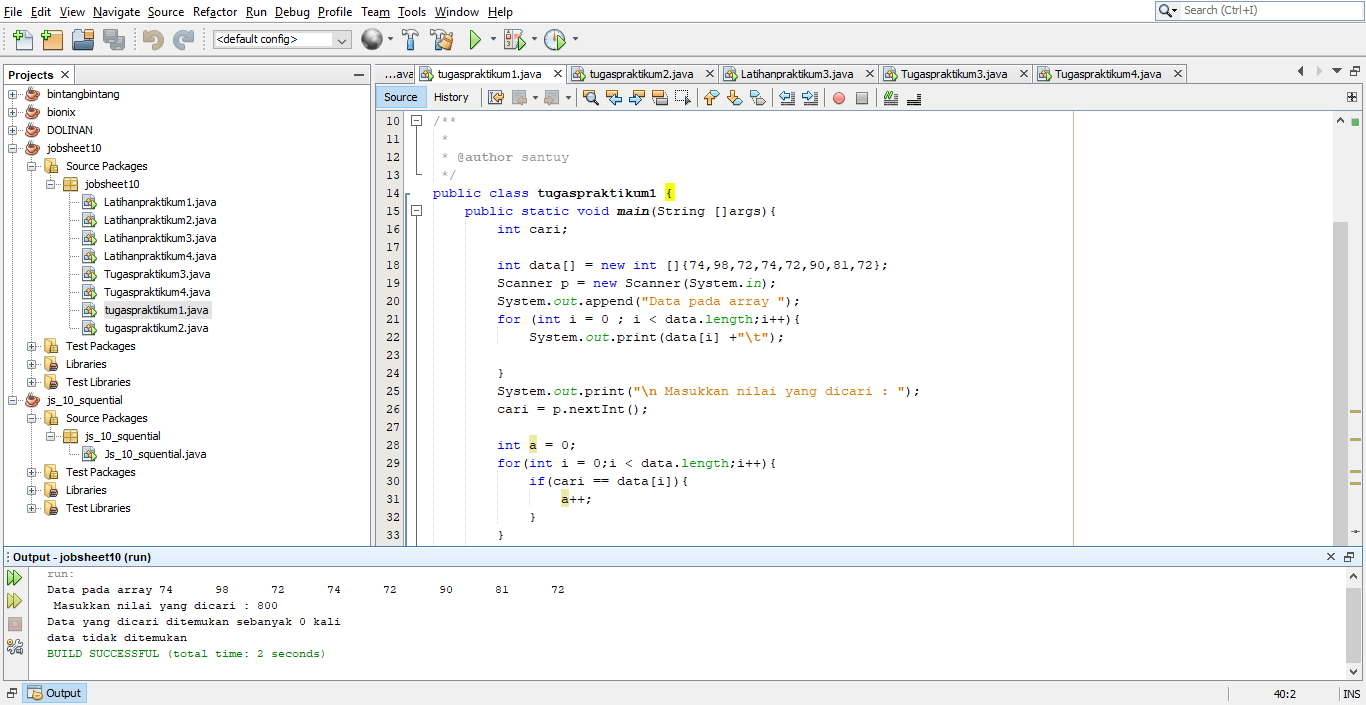 File Edit View Navigate Source Refactor Run Debug Profile Team Tools Window Help
Search (Ctrl+I)
<default config>
Projects
bintangbintang
bionix
DOLINAN
jobsheet10
Source Packages
jobsheet10
Latihanpraktikum1.java
Latihanpraktikum2.java
Latihanpraktikum3.java
Latihanpraktikum4.java
Tugaspraktikum3.java
Tugaspraktikum4.java
tugaspraktikum1.java
tugaspraktikum2.java
Test Packages
Libraries
Test Libraries
js_10_squential
Source Packages
js_10_squential
Js_10_squential.java
Test Packages
Libraries
Test Libraries
...ava tugaspraktikum1.java tugaspraktikum2.java Latihanpraktikum3.java Tugaspraktikum3.java Tugaspraktikum4.java
Source History
10 /**
11 *
12 * @author santuy
13 */
14 public class tugaspraktikum1 {
15 public static void main(String []args){
16 int cari;
17
18 int data[] = new int []{74,98,72,74,72,90,81,72};
19 Scanner p = new Scanner(System.in);
20 System.out.append("Data pada array ");
21 for (int i = 0 ; i < data.length;i++){
22 System.out.print(data[i] +"\t");
23
24 }
25 System.out.print("\n Masukkan nilai yang dicari : ");
26 cari = p.nextInt();
27
28 int a = 0;
29 for(int i = 0;i < data.length;i++){
30 if(cari == data[i]){
31 a++;
32 }
33 }
Output - jobsheet10 (run)
run:
Data pada array 74 98 72 74 72 90 81 72
Masukkan nilai yang dicari : 800
Data yang dicari ditemukan sebanyak 0 kali
data tidak ditemukan
BUILD SUCCESSFUL (total time: 2 seconds)
Output
40:2 INS